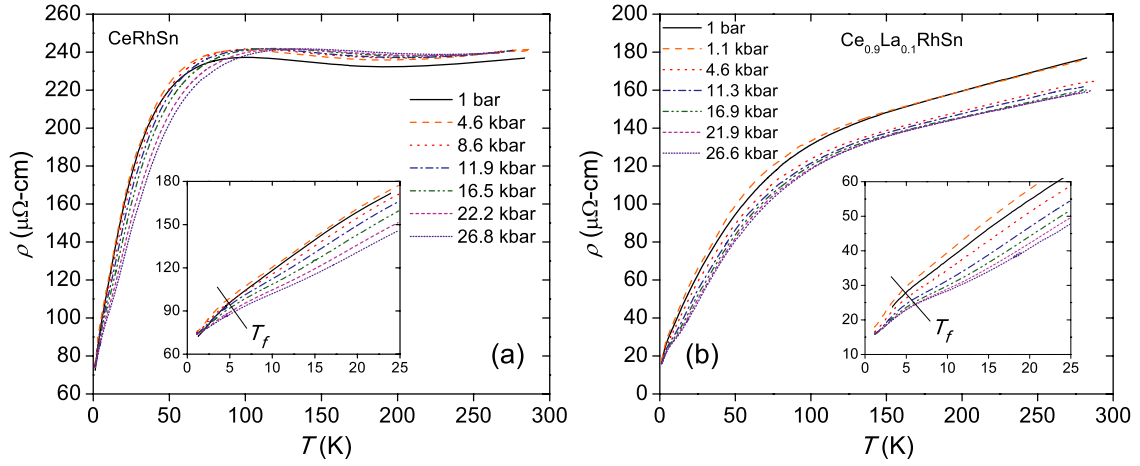 CeRhSn
1 bar
4.6 kbar
8.6 kbar
11.9 kbar
16.5 kbar
22.2 kbar
26.8 kbar
260
240
220
200
180
160
140
120
100
80
60
ρ (μΩ-cm)
0 50 100 150 200 250 300
T (K)
180
150
120
90
60
0 5 10 15 20 25
T_f
(a)
1 bar
1.1 kbar
4.6 kbar
11.3 kbar
16.9 kbar
21.9 kbar
26.6 kbar
Ce0.9La0.1RhSn
200
180
160
140
120
100
80
60
40
20
0
ρ (μΩ-cm)
0 50 100 150 200 250 300
T (K)
60
50
40
30
20
10
0 5 10 15 20 25
T_f
(b)